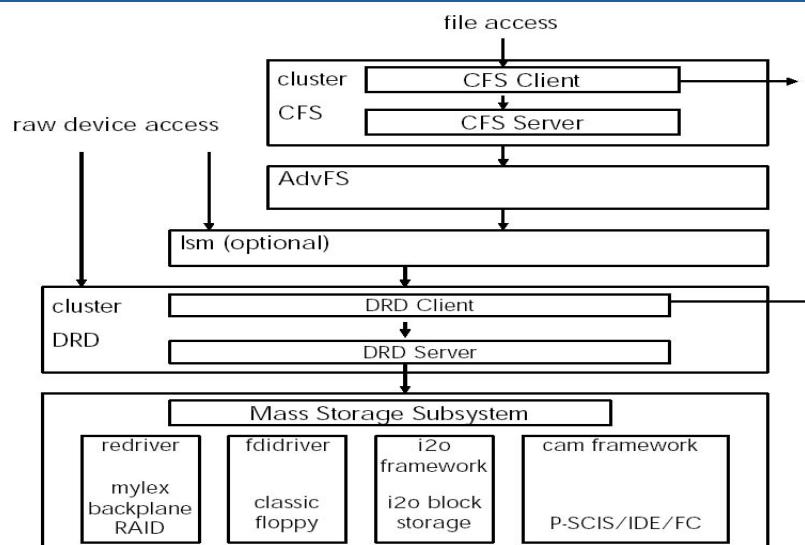 file access
cluster
CFS
CFS Client
CFS Server
raw device access
AdvFS
lsm (optional)
cluster
DRD
DRD Client
DRD Server
Mass Storage Subsystem
redriver
mylex
backplane
RAID
fdidriver
classic
floppy
i2o
framework
i2o block
storage
cam framework
P-SCIS/IDE/FC